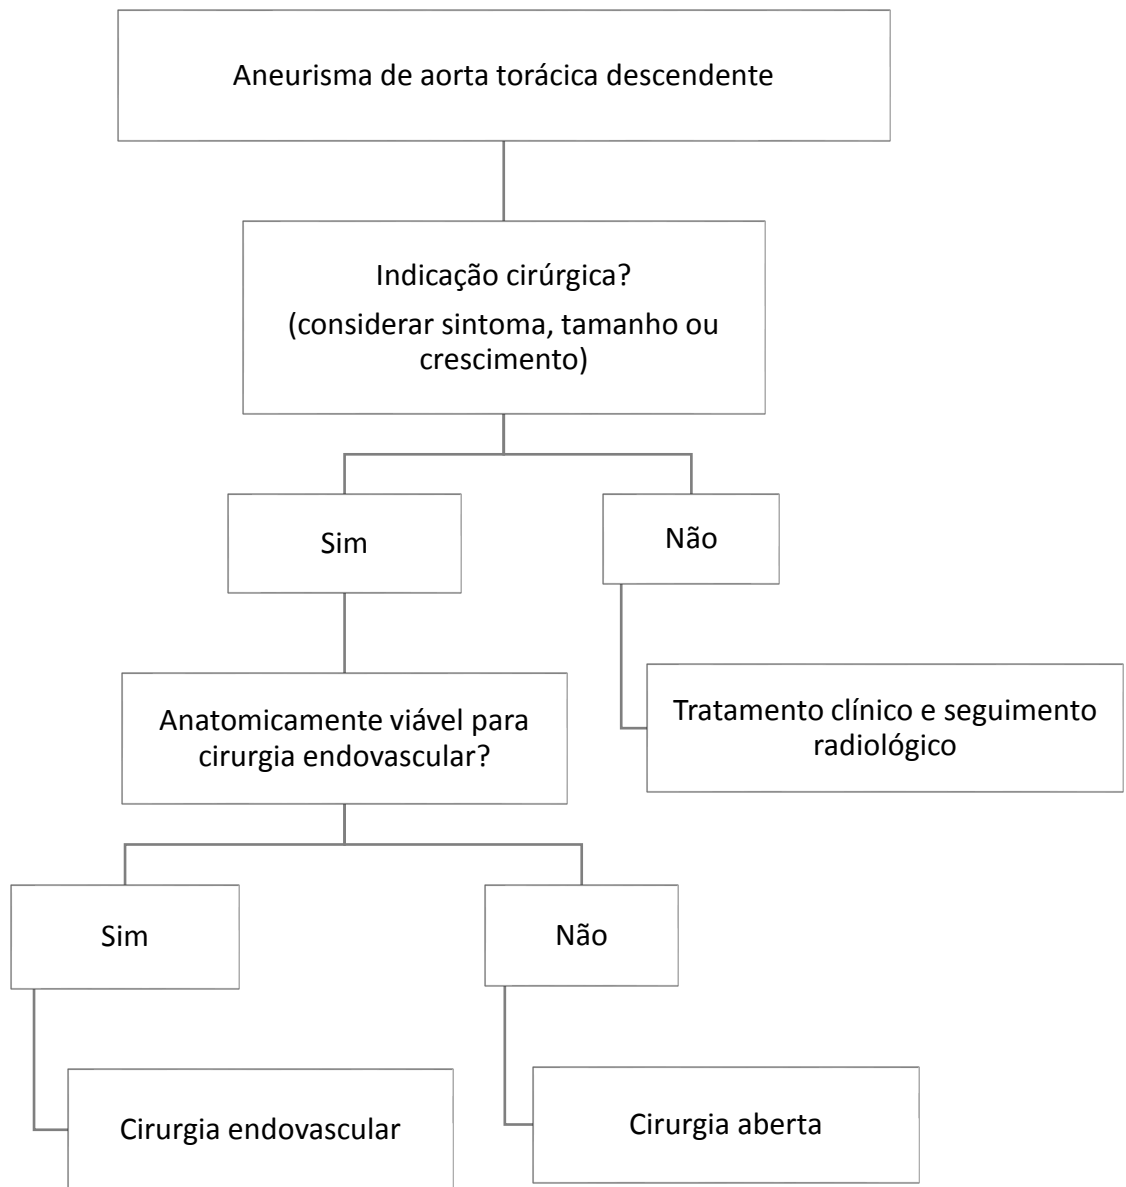 Aneurisma de aorta torácica descendente
Indicação cirúrgica?
(considerar sintoma, tamanho ou
crescimento)
Sim
Não
Anatomicamente viável para
cirurgia endovascular?
Tratamento clínico e seguimento
radiológico
Sim
Não
Cirurgia endovascular
Cirurgia aberta